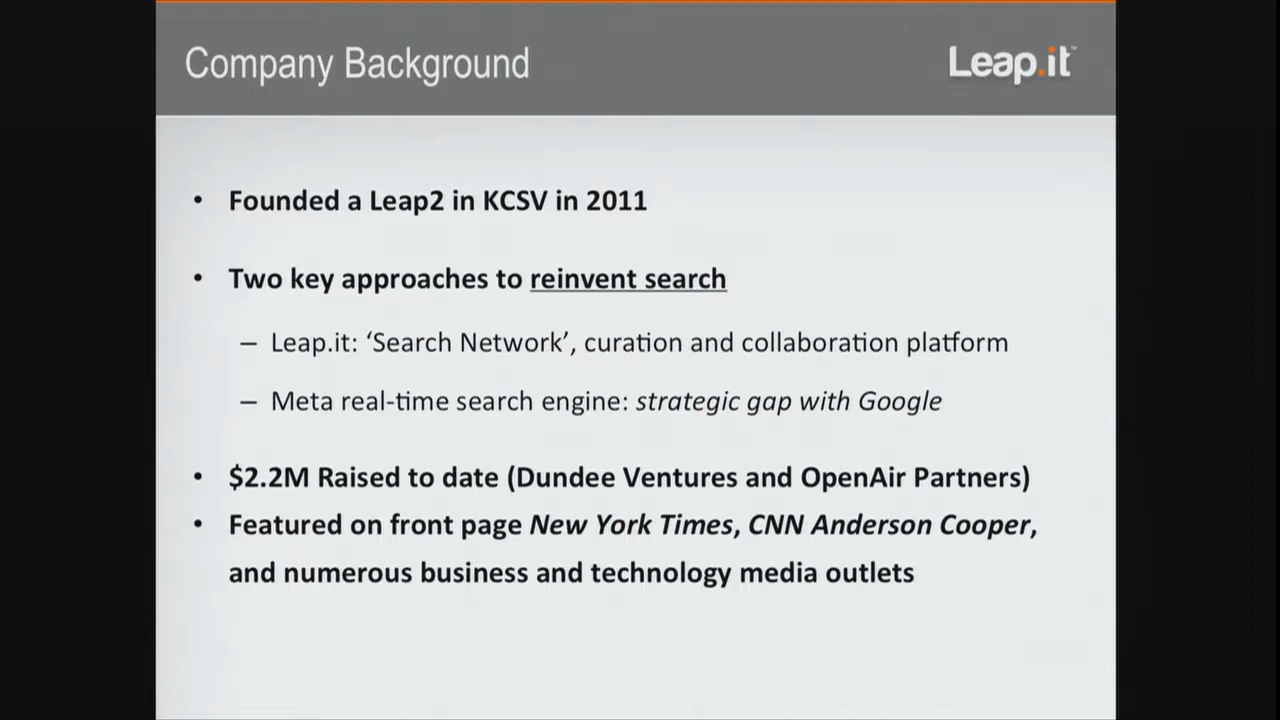 Company Background
Leap.it™
• Founded a Leap2 in KCSV in 2011
• Two key approaches to reinvent search
– Leap.it: ‘Search Network’, curation and collaboration platform
– Meta real-time search engine: strategic gap with Google
• $2.2M Raised to date (Dundee Ventures and OpenAir Partners)
• Featured on front page New York Times, CNN Anderson Cooper,
and numerous business and technology media outlets